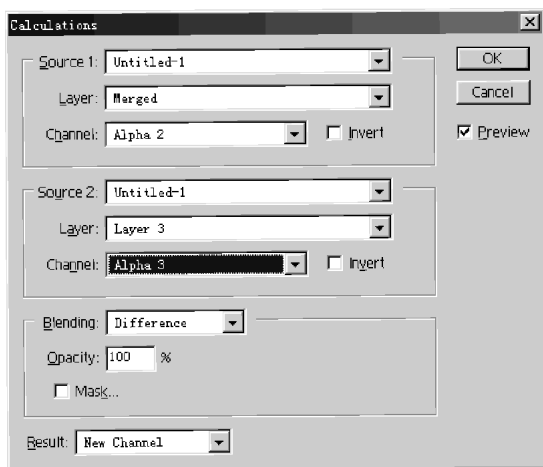 Calculations
Source 1: Untitled-1
OK
Layer: Merged
Cancel
Channel: Alpha 2 Invert
Preview
Source 2: Untitled-1
Layer: Layer 3
Channel: Alpha 3 Invert
Blending: Difference
Opacity: 100 %
Mask...
Result: New Channel